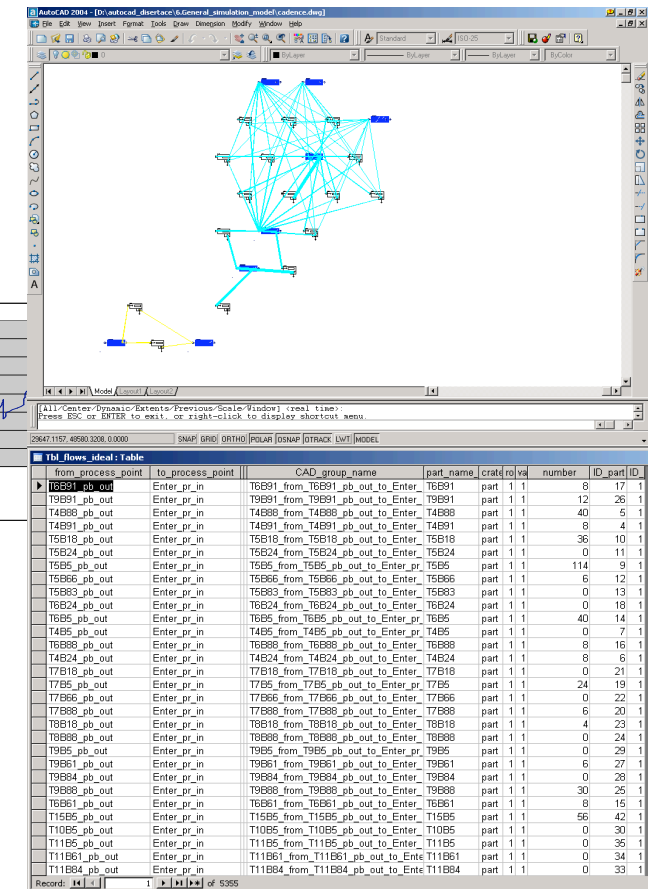 AutoCAD 2004 - [D:\autocad_disertace\6.General_simulation_model\cadence.dwg]
File Edit View Insert Format Tools Draw Dimension Modify Window Help
Standard ISO-25
0 ByLayer ByLayer ByLayer ByColor
A
Model Layout1 Layout2
[All/Center/Dynamic/Extents/Previous/Scale/Window] <real time>:
Press ESC or ENTER to exit, or right-click to display shortcut menu.
29647.1157, 48580.3208, 0.0000 SNAP GRID ORTHO POLAR OSNAP OTRACK LWT MODEL
Tbl_flows_ideal : Table
from_process_point to_process_point CAD_group_name part_name crate ro va number ID_part ID_
T6B91_pb_out Enter_pr_in T6B91_from_T6B91_pb_out_to_Enter_ T6B91 part 1 1 8 17 1
T9B91_pb_out Enter_pr_in T9B91_from_T9B91_pb_out_to_Enter_ T9B91 part 1 1 12 26 1
T4B88_pb_out Enter_pr_in T4B88_from_T4B88_pb_out_to_Enter_ T4B88 part 1 1 40 5 1
T4B91_pb_out Enter_pr_in T4B91_from_T4B91_pb_out_to_Enter_ T4B91 part 1 1 8 4 1
T5B18_pb_out Enter_pr_in T5B18_from_T5B18_pb_out_to_Enter_ T5B18 part 1 1 36 10 1
T5B24_pb_out Enter_pr_in T5B24_from_T5B24_pb_out_to_Enter_ T5B24 part 1 1 0 11 1
T5B5_pb_out Enter_pr_in T5B5_from_T5B5_pb_out_to_Enter_pr_ T5B5 part 1 1 114 9 1
T5B66_pb_out Enter_pr_in T5B66_from_T5B66_pb_out_to_Enter_ T5B66 part 1 1 6 12 1
T5B83_pb_out Enter_pr_in T5B83_from_T5B83_pb_out_to_Enter_ T5B83 part 1 1 0 13 1
T6B24_pb_out Enter_pr_in T6B24_from_T6B24_pb_out_to_Enter_ T6B24 part 1 1 0 18 1
T6B5_pb_out Enter_pr_in T6B5_from_T6B5_pb_out_to_Enter_pr_ T6B5 part 1 1 40 14 1
T4B5_pb_out Enter_pr_in T4B5_from_T4B5_pb_out_to_Enter_pr_ T4B5 part 1 1 0 7 1
T6B88_pb_out Enter_pr_in T6B88_from_T6B88_pb_out_to_Enter_ T6B88 part 1 1 8 16 1
T4B24_pb_out Enter_pr_in T4B24_from_T4B24_pb_out_to_Enter_ T4B24 part 1 1 8 6 1
T7B18_pb_out Enter_pr_in T7B18_from_T7B18_pb_out_to_Enter_ T7B18 part 1 1 0 21 1
T7B5_pb_out Enter_pr_in T7B5_from_T7B5_pb_out_to_Enter_pr_ T7B5 part 1 1 24 19 1
T7B66_pb_out Enter_pr_in T7B66_from_T7B66_pb_out_to_Enter_ T7B66 part 1 1 0 22 1
T7B88_pb_out Enter_pr_in T7B88_from_T7B88_pb_out_to_Enter_ T7B88 part 1 1 6 20 1
T8B18_pb_out Enter_pr_in T8B18_from_T8B18_pb_out_to_Enter_ T8B18 part 1 1 4 23 1
T8B88_pb_out Enter_pr_in T8B88_from_T8B88_pb_out_to_Enter_ T8B88 part 1 1 0 24 1
T9B5_pb_out Enter_pr_in T9B5_from_T9B5_pb_out_to_Enter_pr_ T9B5 part 1 1 0 29 1
T9B61_pb_out Enter_pr_in T9B61_from_T9B61_pb_out_to_Enter_ T9B61 part 1 1 6 27 1
T9B84_pb_out Enter_pr_in T9B84_from_T9B84_pb_out_to_Enter_ T9B84 part 1 1 0 28 1
T9B88_pb_out Enter_pr_in T9B88_from_T9B88_pb_out_to_Enter_ T9B88 part 1 1 30 25 1
T6B61_pb_out Enter_pr_in T6B61_from_T6B61_pb_out_to_Enter_ T6B61 part 1 1 8 15 1
T15B5_pb_out Enter_pr_in T15B5_from_T15B5_pb_out_to_Enter_ T15B5 part 1 1 56 42 1
T10B5_pb_out Enter_pr_in T10B5_from_T10B5_pb_out_to_Enter_ T10B5 part 1 1 0 30 1
T11B5_pb_out Enter_pr_in T11B5_from_T11B5_pb_out_to_Enter_ T11B5 part 1 1 0 35 1
T11B61_pb_out Enter_pr_in T11B61_from_T11B61_pb_out_to_Ente T11B61 part 1 1 0 34 1
T11B84_pb_out Enter_pr_in T11B84_from_T11B84_pb_out_to_Ente T11B84 part 1 1 0 33 1
Record: 1 of 5355